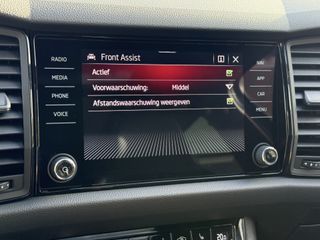 RADIO
MEDIA
PHONE
VOICE
Front Assist
Actief
Voorwaarschuwing: Middel
Afstandswaarschuwing weergeven
NAV
APP
CAR
MENU